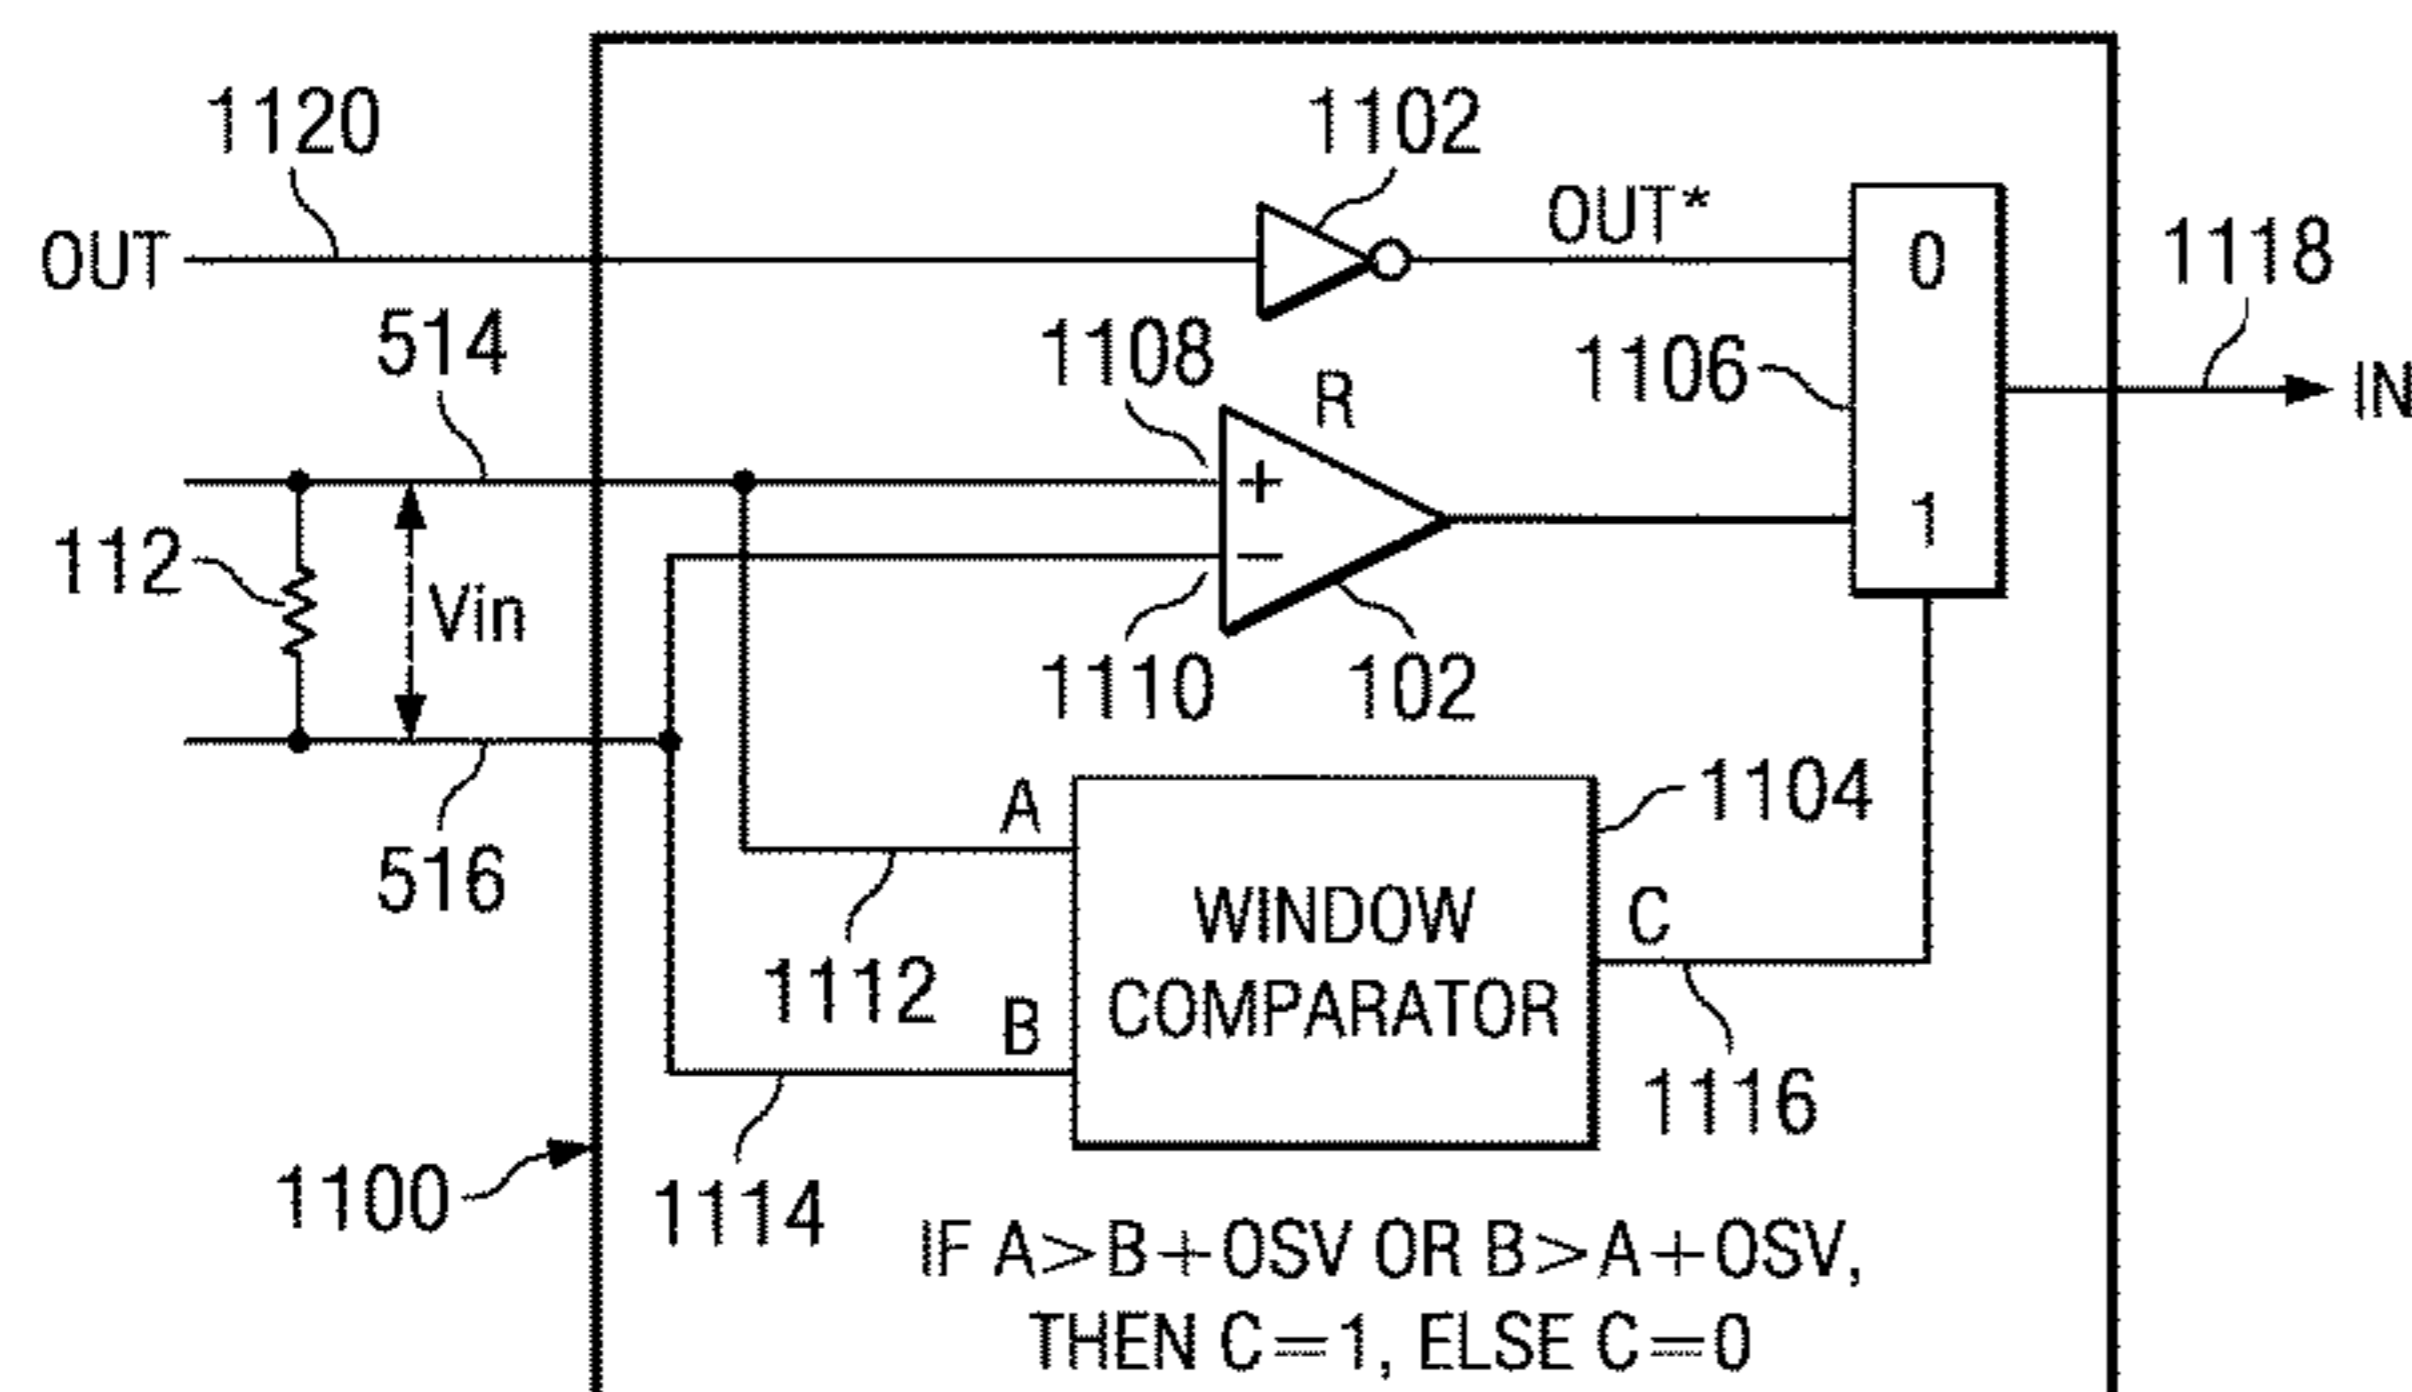 1120
1102
OUT
OUT*
0
1118
514
1108
R
1106
IN
+
1
112
Vin
−
1110
102
A
1104
516
WINDOW
COMPARATOR
C
1112
B
1116
1100
1114
IF A>B+OSV OR B>A+OSV,
THEN C=1, ELSE C=0